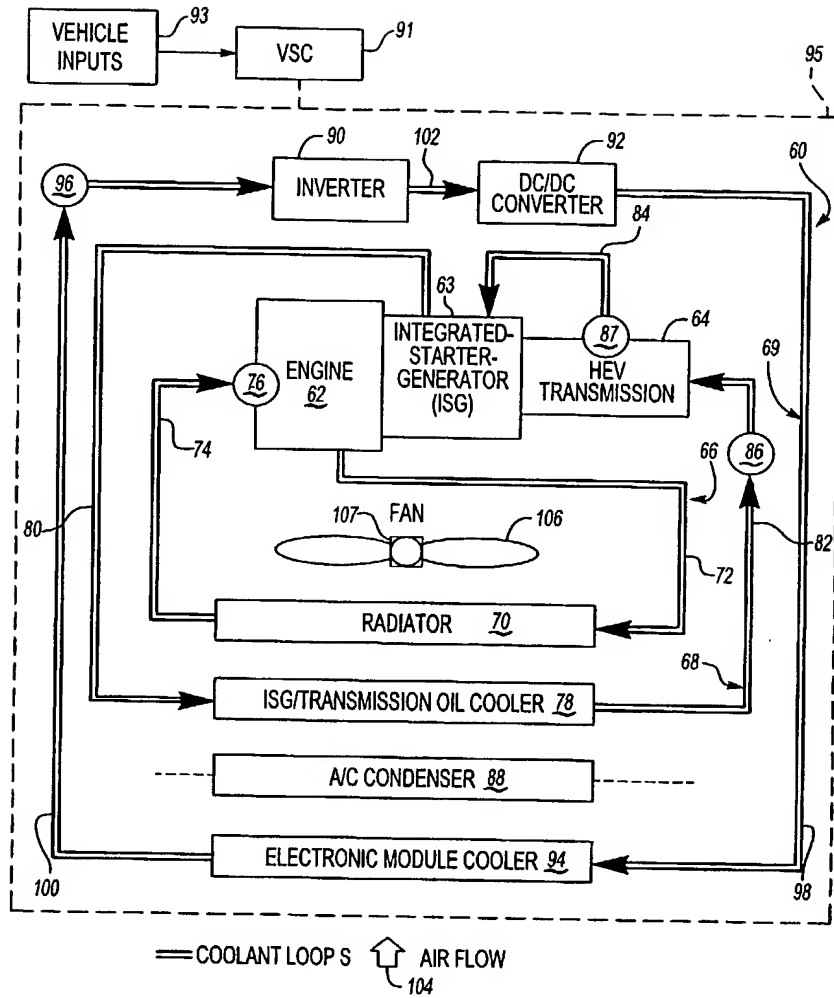 93
VEHICLE
INPUTS
VSC
91
95
90
INVERTER
102
92
DC/DC
CONVERTER
60
96
84
63
64
INTEGRATED-
STARTER-
GENERATOR
(ISG)
87
HEV
TRANSMISSION
ENGINE
62
76
69
74
86
66
80
FAN
107
106
82
72
RADIATOR 70
68
ISG/TRANSMISSION OIL COOLER 78
A/C CONDENSER 88
ELECTRONIC MODULE COOLER 94
100
98
COOLANT LOOP S AIR FLOW
104